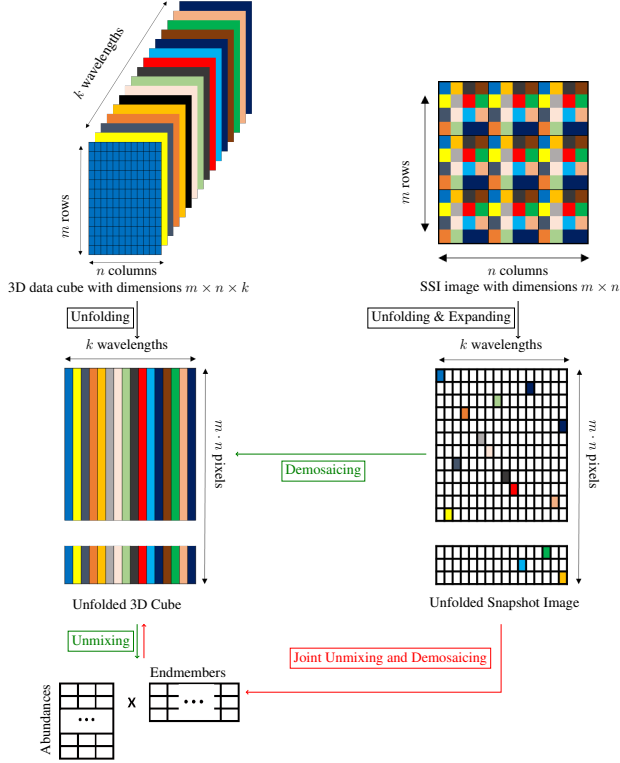 k wavelengths
m rows
n columns
3D data cube with dimensions m × n × k
m rows
n columns
SSI image with dimensions m × n
Unfolding
Unfolding & Expanding
k wavelengths
k wavelengths
m · n pixels
m · n pixels
Demosaicing
Unfolded 3D Cube
Unfolded Snapshot Image
Unmixing
Joint Unmixing and Demosaicing
Endmembers
Abundances
...
x
...